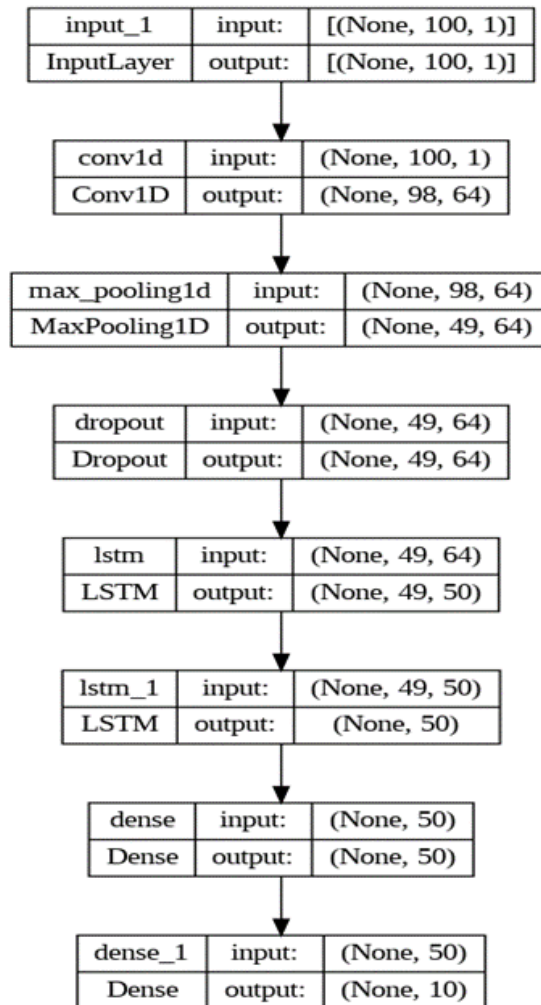 input_1 input: [(None, 100, 1)]
InputLayer output: [(None, 100, 1)]
conv1d input: (None, 100, 1)
Conv1D output: (None, 98, 64)
max_pooling1d input: (None, 98, 64)
MaxPooling1D output: (None, 49, 64)
dropout input: (None, 49, 64)
Dropout output: (None, 49, 64)
lstm input: (None, 49, 64)
LSTM output: (None, 49, 50)
lstm_1 input: (None, 49, 50)
LSTM output: (None, 50)
dense input: (None, 50)
Dense output: (None, 50)
dense_1 input: (None, 50)
Dense output: (None, 10)